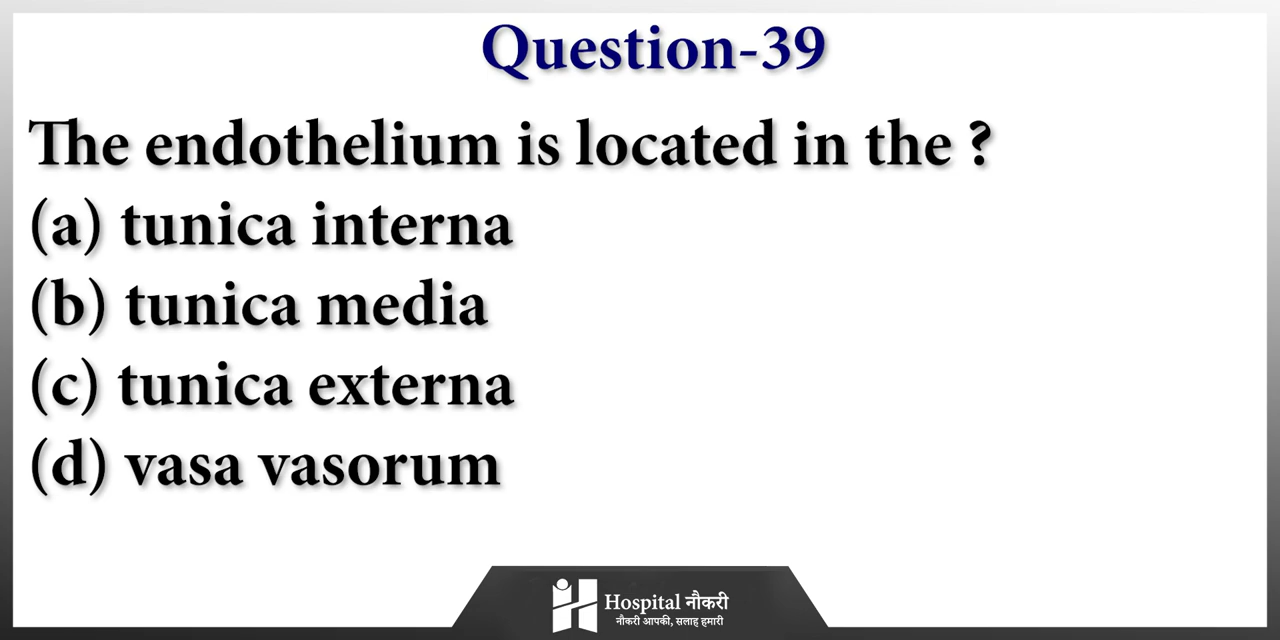 Question-39
The endothelium is located in the ?
(a) tunica interna
(b) tunica media
(c) tunica externa
(d) vasa vasorum
Hospital नौकरी
नौकरी आपकी, सलाह हमारी